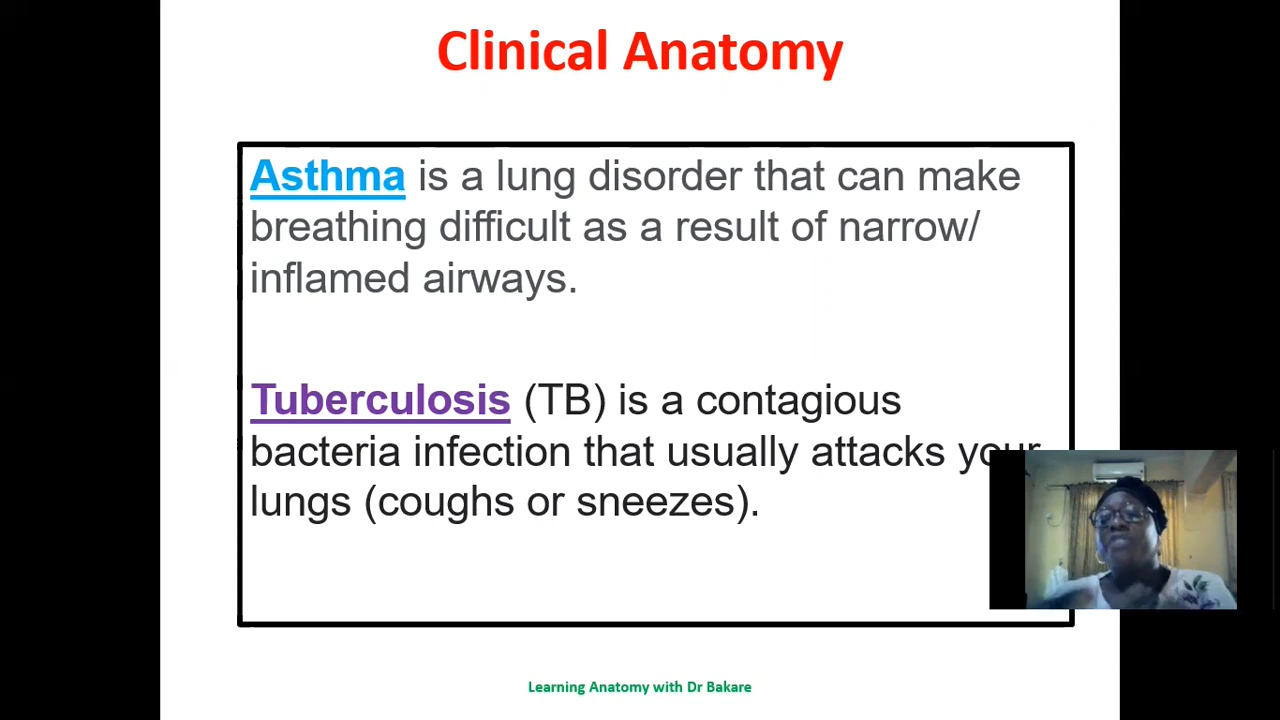 Clinical Anatomy
Asthma is a lung disorder that can make
breathing difficult as a result of narrow/
inflamed airways.
Tuberculosis (TB) is a contagious
bacteria infection that usually attacks your
lungs (coughs or sneezes).
Learning Anatomy with Dr Bakare